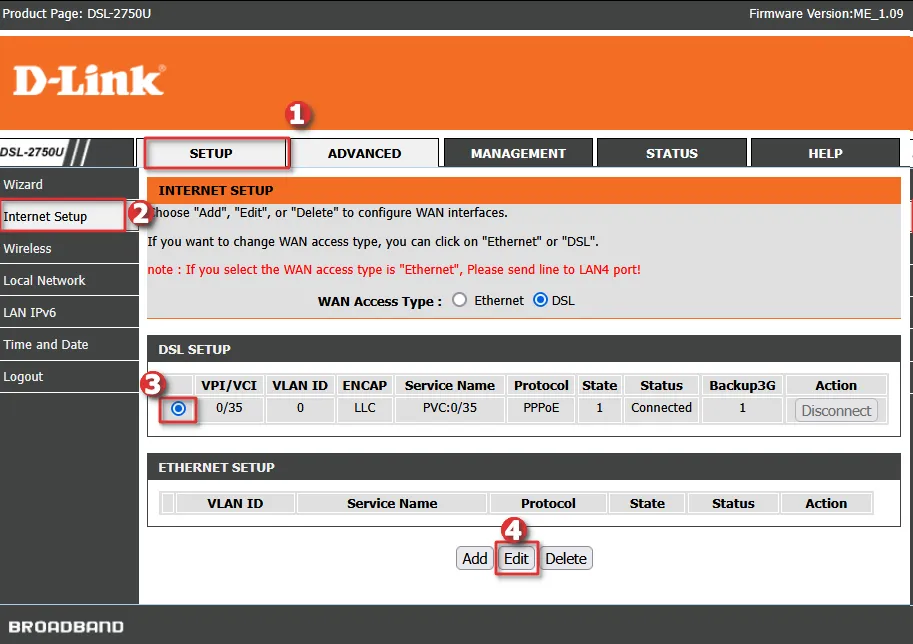 Product Page: DSL-2750U Firmware Version:ME_1.09
D-Link®
1
DSL-2750U SETUP ADVANCED MANAGEMENT STATUS HELP
Wizard
Internet Setup
Wireless
Local Network
LAN IPv6
Time and Date
Logout
2
INTERNET SETUP
hoose "Add", "Edit", or "Delete" to configure WAN interfaces.
If you want to change WAN access type, you can click on "Ethernet" or "DSL".
note : If you select the WAN access type is "Ethernet", Please send line to LAN4 port!
WAN Access Type : Ethernet DSL
DSL SETUP
3
VPI/VCI VLAN ID ENCAP Service Name Protocol State Status Backup3G Action
0/35 0 LLC PVC:0/35 PPPoE 1 Connected 1 Disconnect
ETHERNET SETUP
VLAN ID Service Name Protocol State Status Action
4
Add Edit Delete
BROADBAND